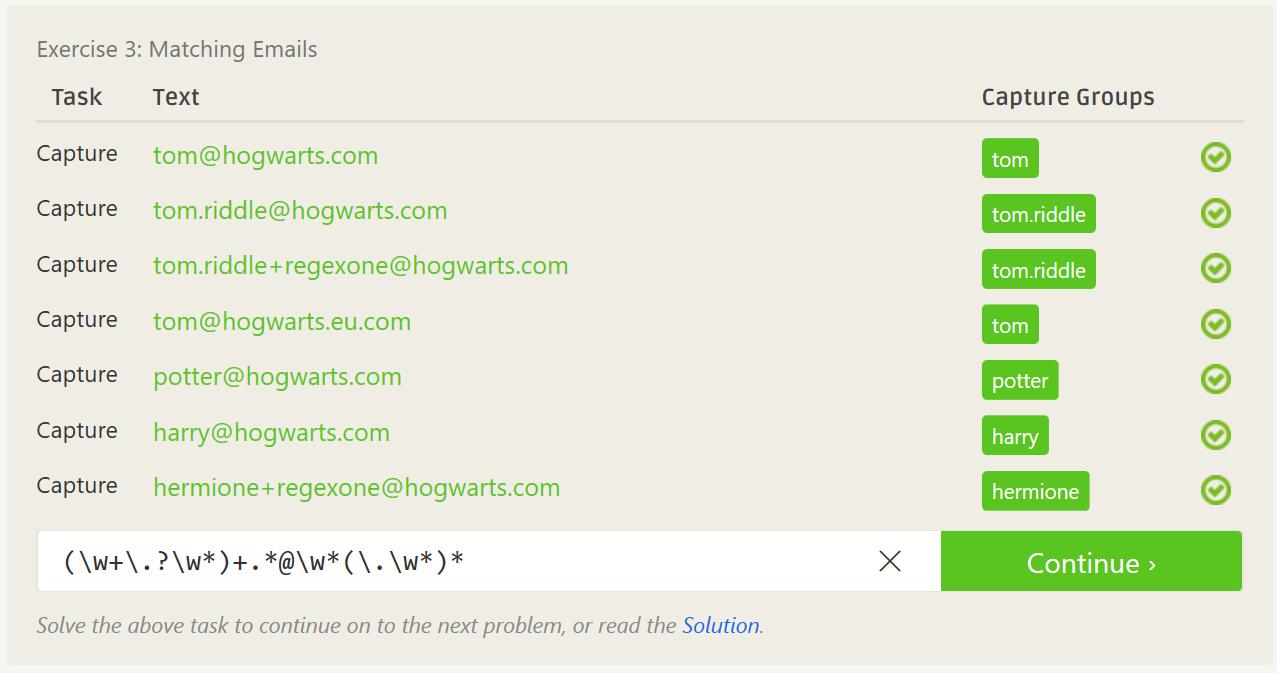 Exercise 3: Matching Emails
Task Text Capture Groups
Capture tom@hogwarts.com tom
Capture tom.riddle@hogwarts.com tom.riddle
Capture tom.riddle+regexone@hogwarts.com tom.riddle
Capture tom@hogwarts.eu.com tom
Capture potter@hogwarts.com potter
Capture harry@hogwarts.com harry
Capture hermione+regexone@hogwarts.com hermione
(\w+\.?\w*)+.*@\w*(\.\w*)* Continue ›
Solve the above task to continue on to the next problem, or read the Solution.